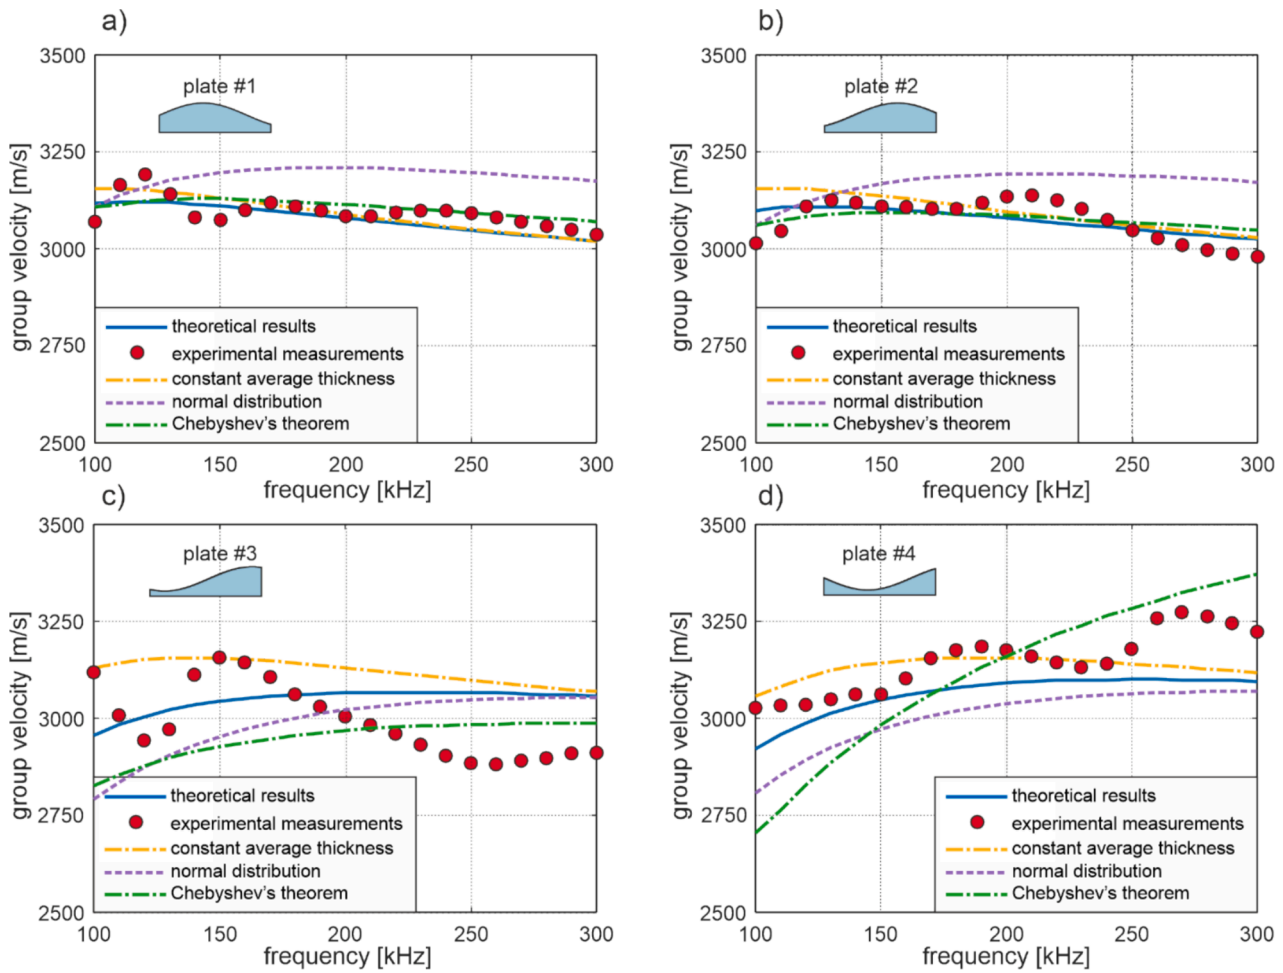 a)
3500
3250
3000
2750
2500
group velocity [m/s]
plate #1
theoretical results
experimental measurements
constant average thickness
normal distribution
Chebyshev's theorem
100 150 200 250 300
frequency [kHz]
b)
3500
3250
3000
2750
2500
group velocity [m/s]
plate #2
theoretical results
experimental measurements
constant average thickness
normal distribution
Chebyshev's theorem
100 150 200 250 300
frequency [kHz]
c)
3500
3250
3000
2750
2500
group velocity [m/s]
plate #3
theoretical results
experimental measurements
constant average thickness
normal distribution
Chebyshev's theorem
100 150 200 250 300
frequency [kHz]
d)
3500
3250
3000
2750
2500
group velocity [m/s]
plate #4
theoretical results
experimental measurements
constant average thickness
normal distribution
Chebyshev's theorem
100 150 200 250 300
frequency [kHz]